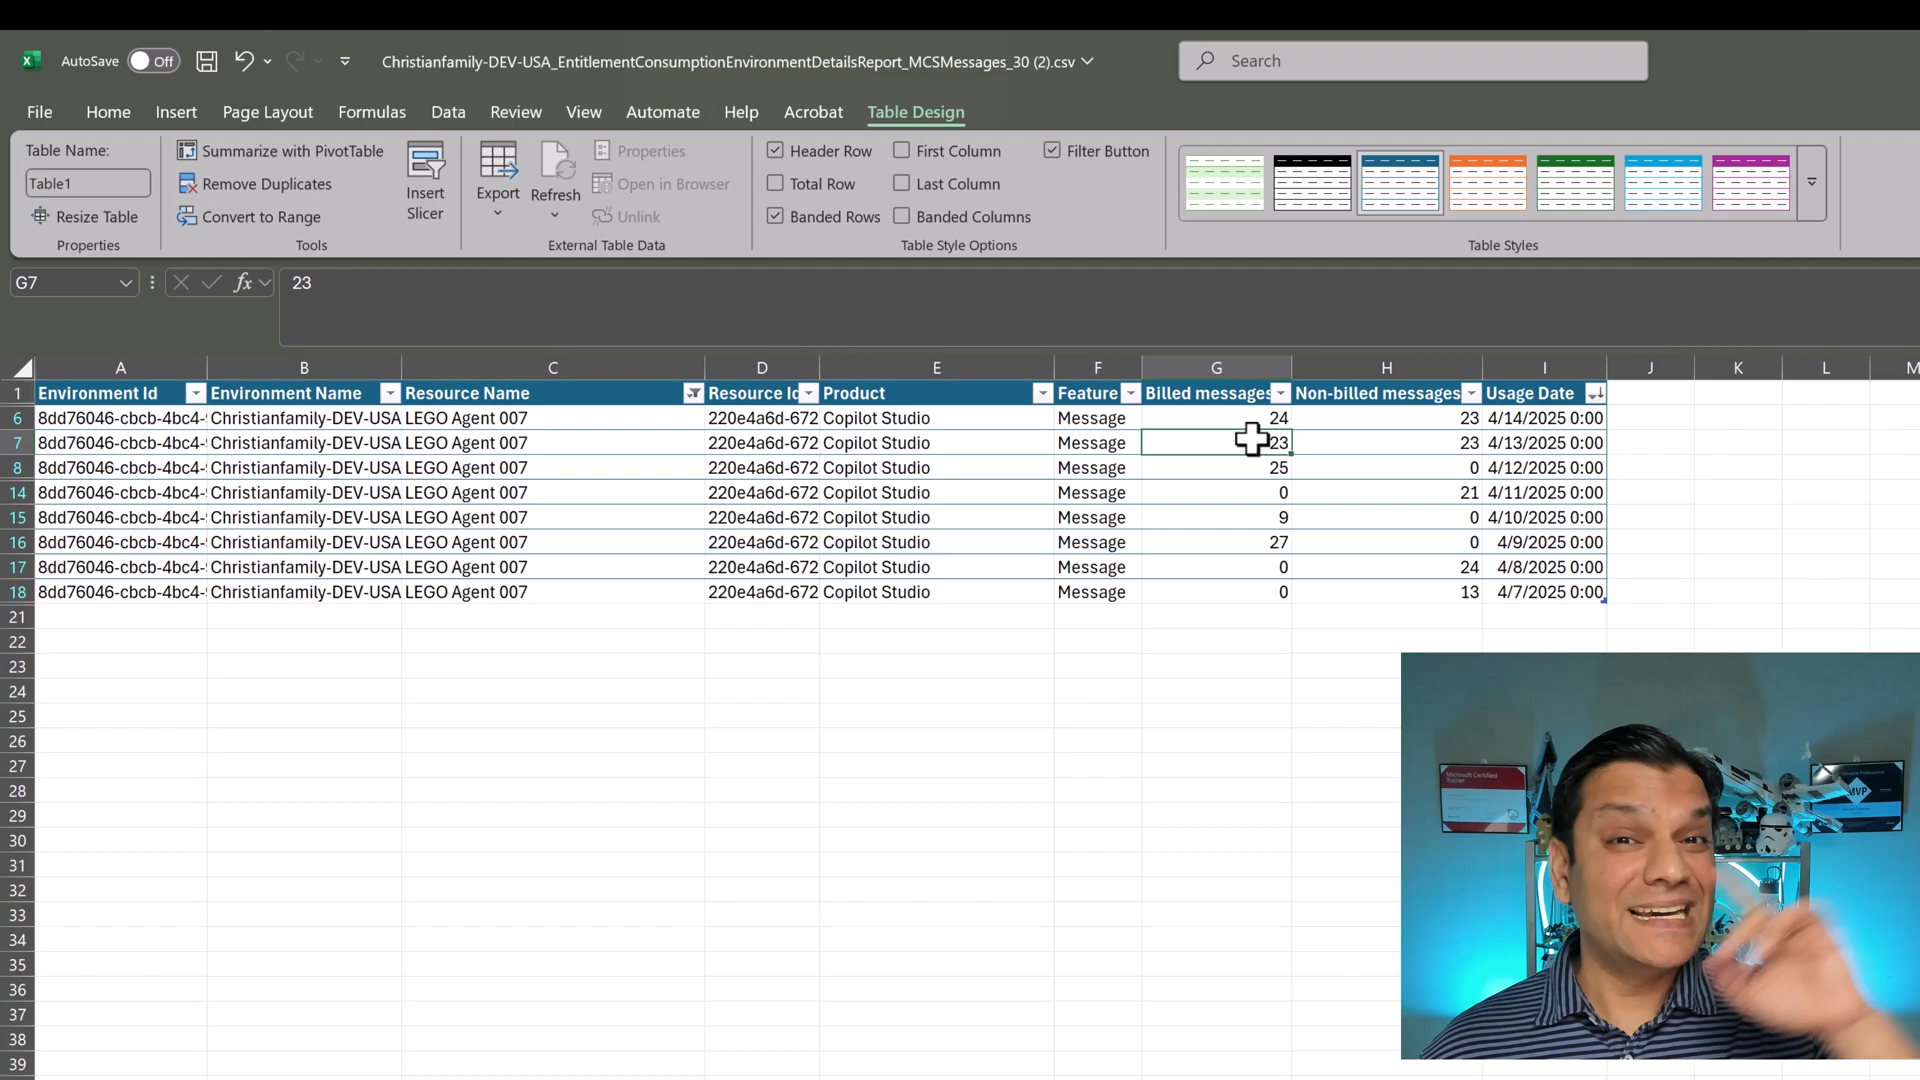 AutoSave Off Christianfamily-DEV-USA_EntitlementConsumptionEnvironmentDetailsReport_MCSMessages_30 (2).csv Search
File Home Insert Page Layout Formulas Data Review View Automate Help Acrobat Table Design
Table Name:
Table1
Resize Table
Properties
Summarize with PivotTable
Remove Duplicates
Convert to Range
Tools
Insert
Slicer
Export
Refresh
Properties
Open in Browser
Unlink
External Table Data
Header Row First Column Filter Button
Total Row Last Column
Banded Rows Banded Columns
Table Style Options
Table Styles
G7 fx 23
A B C D E F G H I J K L M
1 Environment Id Environment Name Resource Name Resource Id Product Feature Billed messages Non-billed messages Usage Date
6 8dd76046-cbcb-4bc4- Christianfamily-DEV-USA LEGO Agent 007 220e4a6d-672 Copilot Studio Message 24 23 4/14/2025 0:00
7 8dd76046-cbcb-4bc4- Christianfamily-DEV-USA LEGO Agent 007 220e4a6d-672 Copilot Studio Message 23 23 4/13/2025 0:00
8 8dd76046-cbcb-4bc4- Christianfamily-DEV-USA LEGO Agent 007 220e4a6d-672 Copilot Studio Message 25 0 4/12/2025 0:00
14 8dd76046-cbcb-4bc4- Christianfamily-DEV-USA LEGO Agent 007 220e4a6d-672 Copilot Studio Message 0 21 4/11/2025 0:00
15 8dd76046-cbcb-4bc4- Christianfamily-DEV-USA LEGO Agent 007 220e4a6d-672 Copilot Studio Message 9 0 4/10/2025 0:00
16 8dd76046-cbcb-4bc4- Christianfamily-DEV-USA LEGO Agent 007 220e4a6d-672 Copilot Studio Message 27 0 4/9/2025 0:00
17 8dd76046-cbcb-4bc4- Christianfamily-DEV-USA LEGO Agent 007 220e4a6d-672 Copilot Studio Message 0 24 4/8/2025 0:00
18 8dd76046-cbcb-4bc4- Christianfamily-DEV-USA LEGO Agent 007 220e4a6d-672 Copilot Studio Message 0 13 4/7/2025 0:00
21
22
23
24
25
26
27
28
29
30
31
32
33
34
35
36
37
38
39
Microsoft Certified
Trainer
MVP